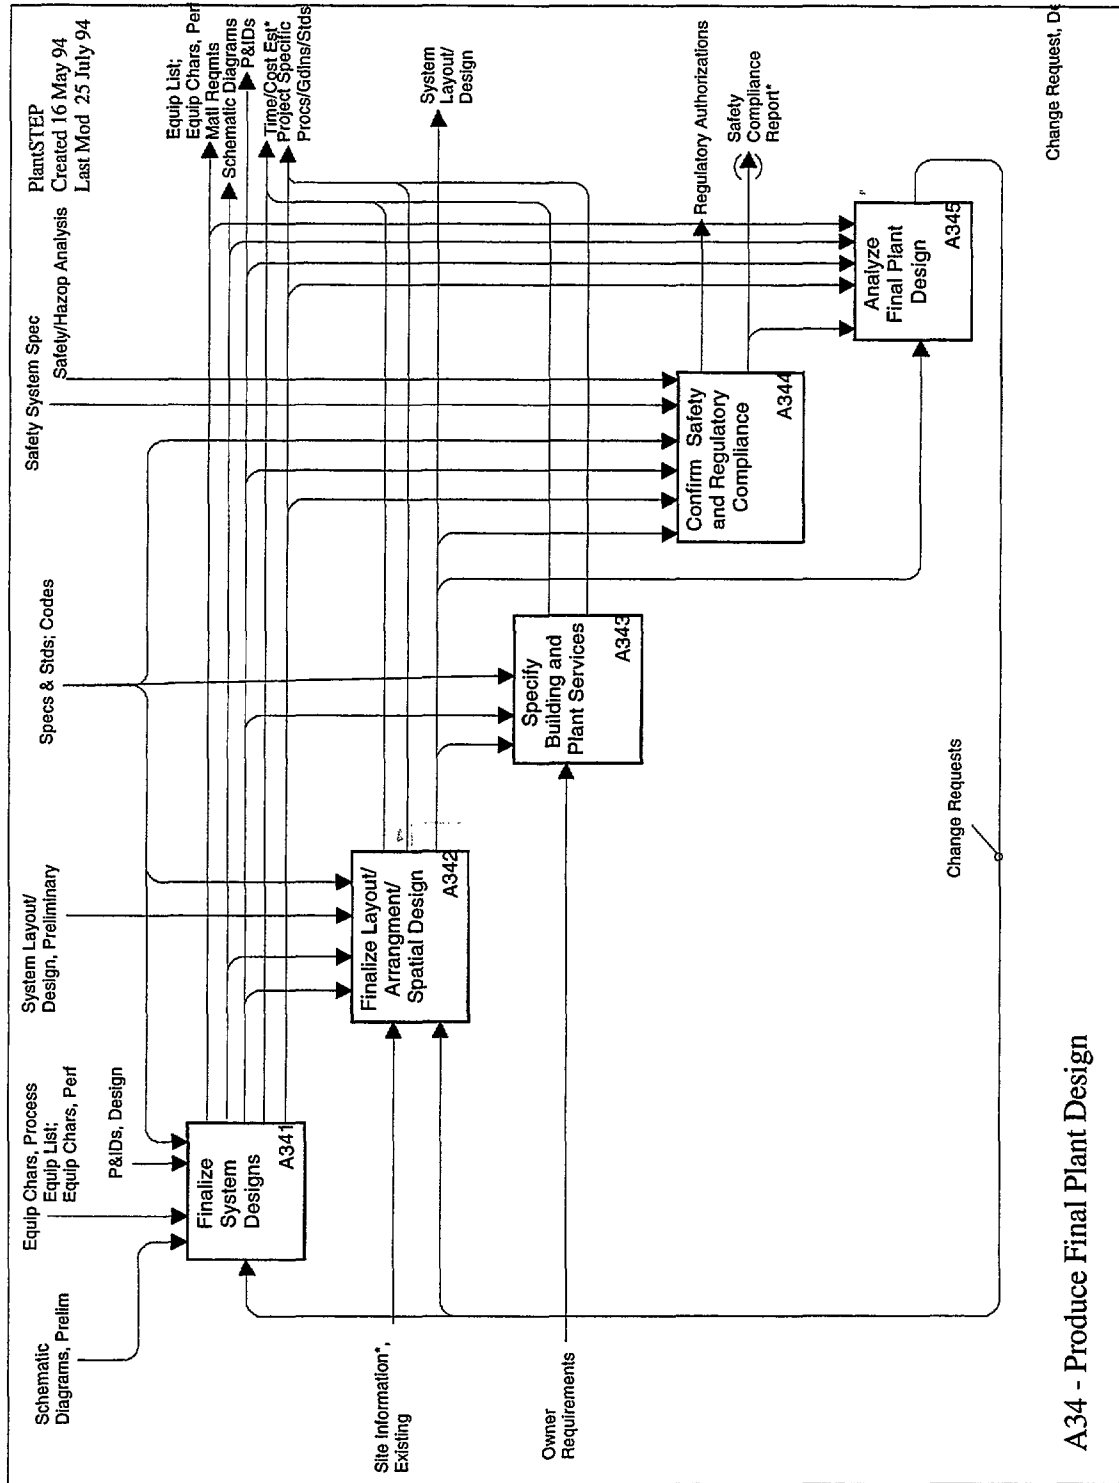 PlantSTEP
Created 16 May 94
Last Mod 25 July 94
Schematic
Diagrams, Prelim
Equip Chars, Process
Equip List;
Equip Chars, Perf
P&IDs, Design
System Layout/
Design, Preliminary
Specs & Stds; Codes
Safety System Spec
Safety/Hazop Analysis
Equip List;
Equip Chars, Perf
Matl Reqmts
Schematic Diagrams
P&IDs
Time/Cost Est*
Project Specific
Procs/Gdlns/Stds
Finalize
System
Designs
A341
Site Information*,
Existing
Finalize Layout/
Arrangment/
Spatial Design
A342
System
Layout/
Design
Owner
Requirements
Specify
Building and
Plant Services
A343
Confirm Safety
and Regulatory
Compliance
A344
Regulatory Authorizations
Safety
Compliance
Report*
Analyze
Final Plant
Design
A345
Change Requests
Change Request, De
A34 - Produce Final Plant Design